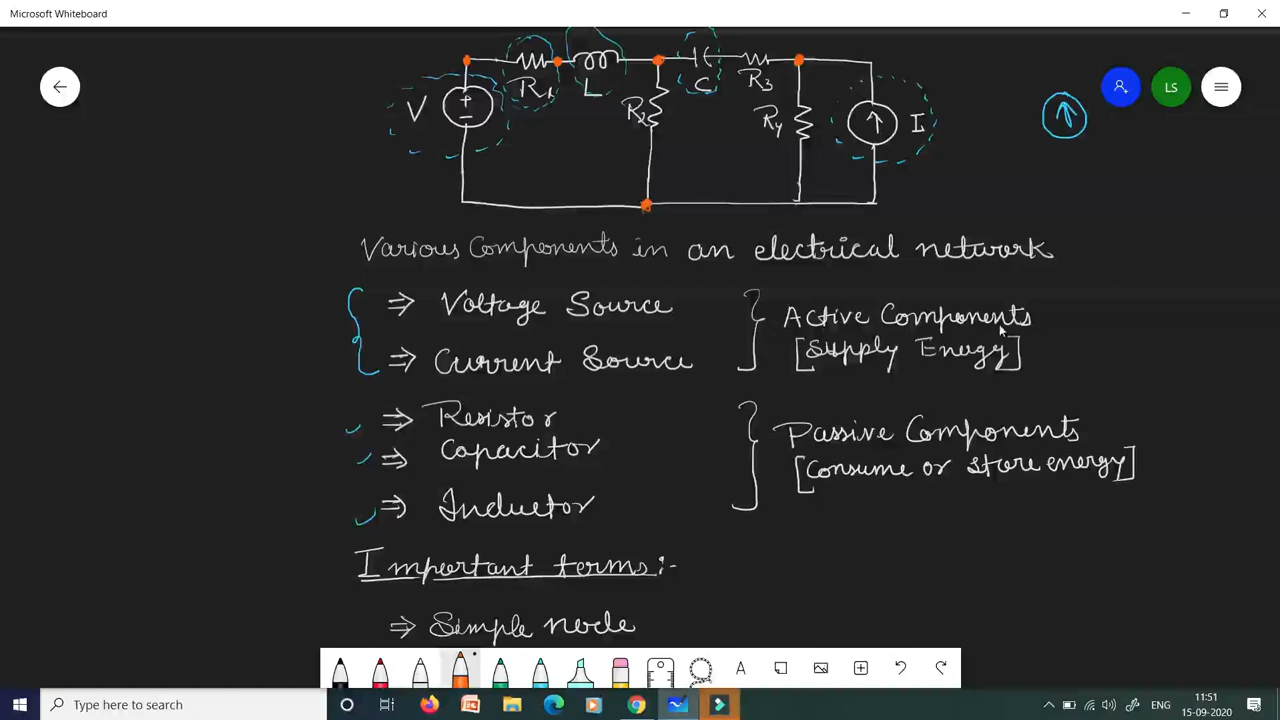 Microsoft Whiteboard
R1
L
C
R3
V
R2
R4
I
LS
Various Components in an electrical network
⇒ Voltage Source
⇒ Current Source
Active Components
[Supply Energy]
⇒ Resistor
⇒ Capacitor
⇒ Inductor
Passive Components
[Consume or store energy]
Important terms:-
⇒ Simple node
A
Type here to search
ENG
11:51
15-09-2020